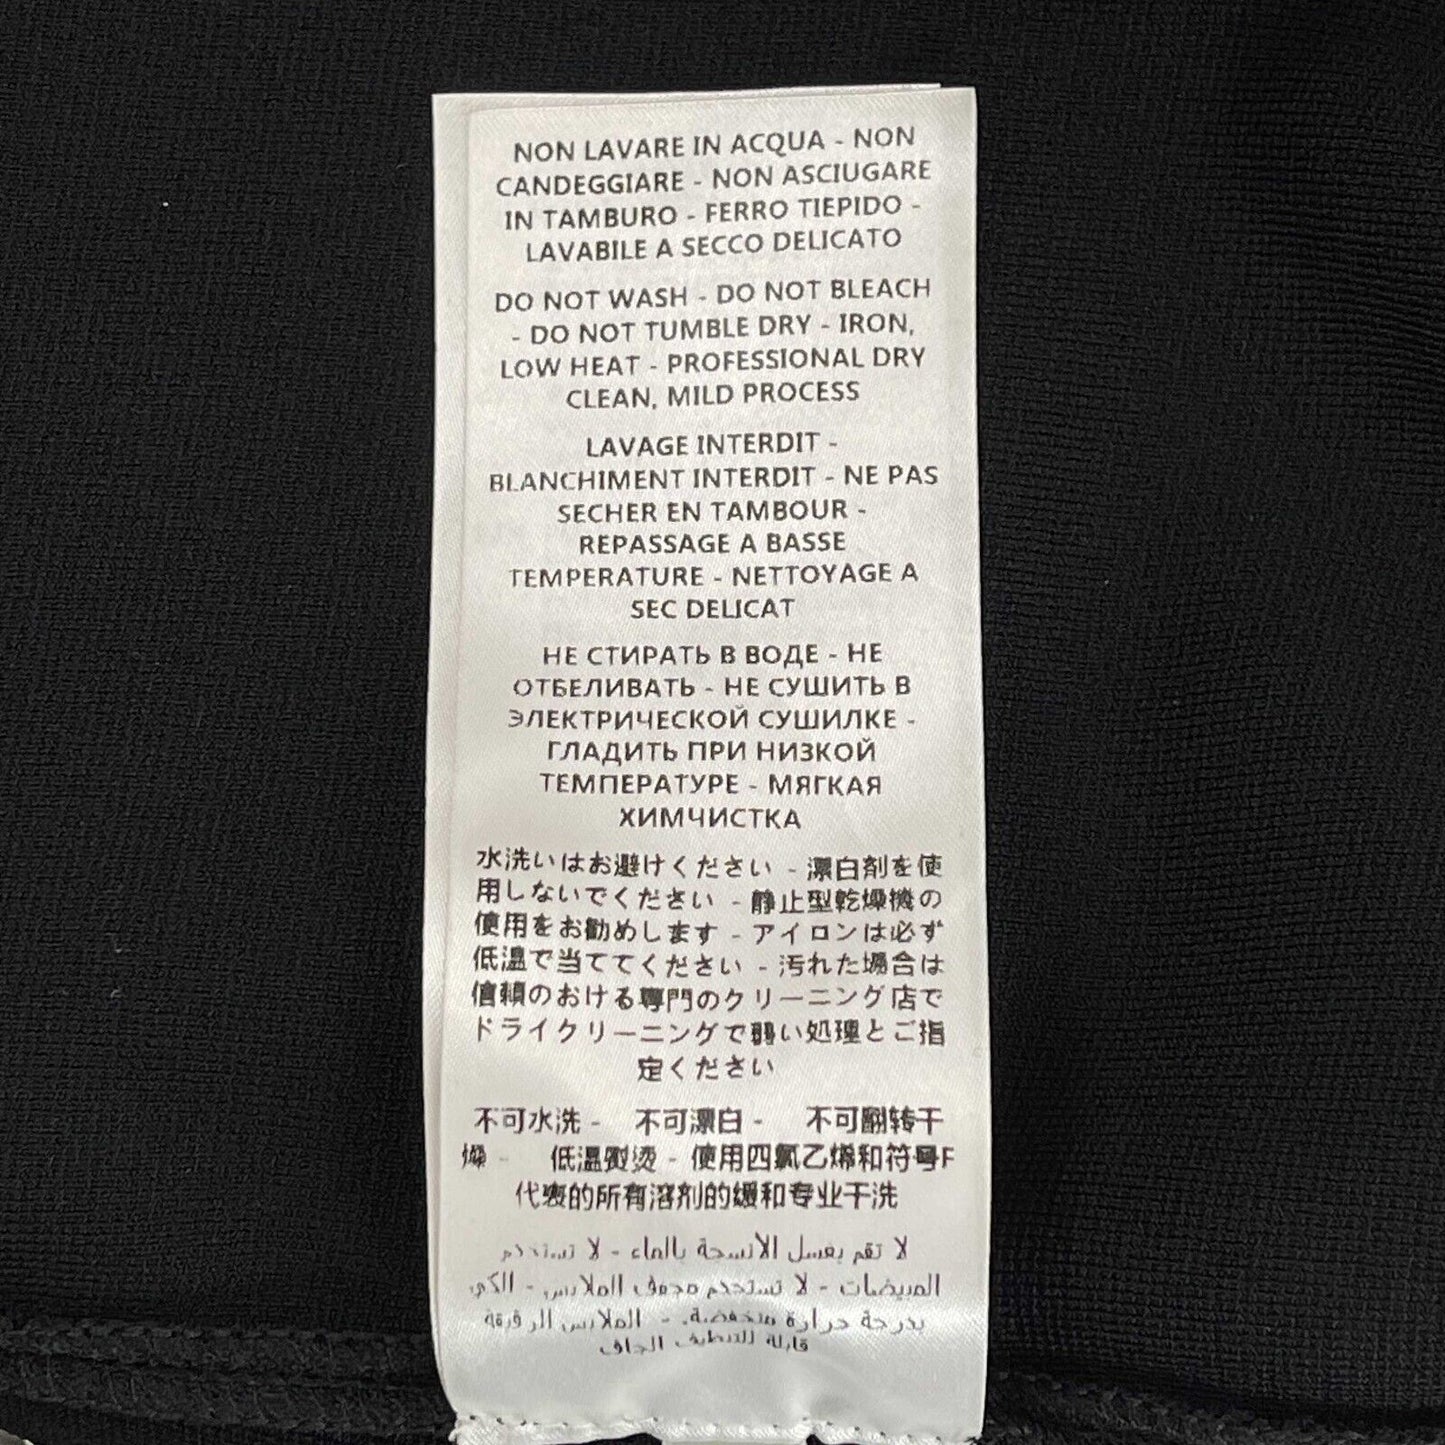 NON LAVARE IN ACQUA - NON
CANDEGGIARE - NON ASCIUGARE
IN TAMBURO - FERRO TIEPIDO -
LAVABILE A SECCO DELICATO
DO NOT WASH - DO NOT BLEACH
- DO NOT TUMBLE DRY - IRON,
LOW HEAT - PROFESSIONAL DRY
CLEAN, MILD PROCESS
LAVAGE INTERDIT -
BLANCHIMENT INTERDIT - NE PAS
SECHER EN TAMBOUR -
REPASSAGE A BASSE
TEMPERATURE - NETTOYAGE A
SEC DELICAT
НЕ СТИРАТЬ В ВОДЕ - НЕ
ОТБЕЛИВАТЬ - НЕ СУШИТЬ В
ЭЛЕКТРИЧЕСКОЙ СУШИЛКЕ -
ГЛАДИТЬ ПРИ НИЗКОЙ
ТЕМПЕРАТУРЕ - МЯГКАЯ
ХИМЧИСТКА
水洗いはお避けください - 漂白剤を使
用しないでください - 静止型乾燥機の
使用をお勧めします - アイロンは必ず
低温で当ててください - 汚れた場合は
信頼のおける専門のクリーニング店で
ドライクリーニングで弱い処理とご指
定ください
不可水洗 - 不可漂白 - 不可翻转干
燥 - 低温熨烫 - 使用四氯乙烯和符号F
代表的所有溶剂的缓和专业干洗
لا تقم بغسل الأنسجة بالماء - لا تستخدم
المبيضات - لا تستخدم مجفف الملابس - الكي
بدرجة حرارة منخفضة. - الملابس الرقيقة
قابلة للتنظيف الجاف